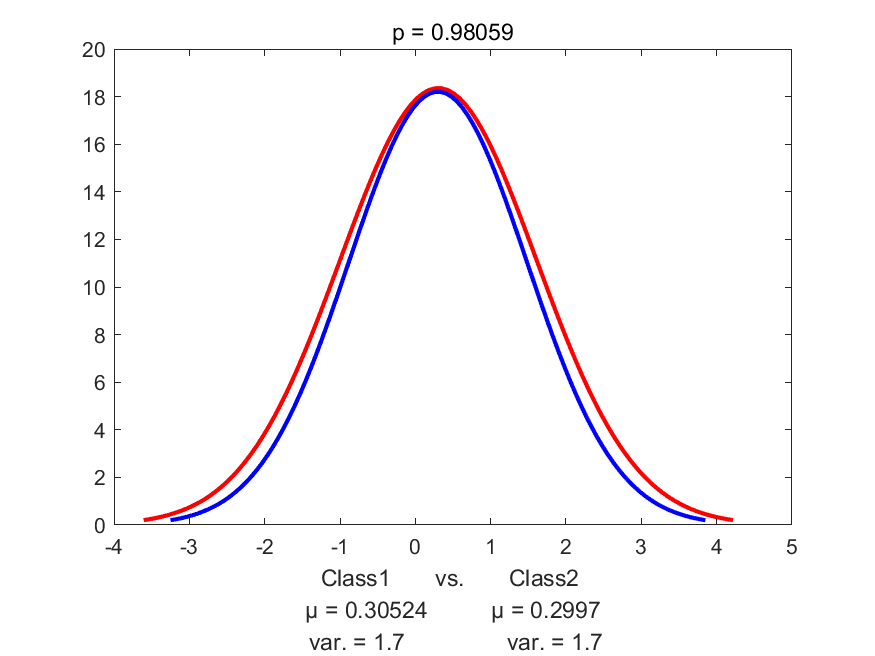 p = 0.98059
20
18
16
14
12
10
8
6
4
2
0
-4 -3 -2 -1 0 1 2 3 4 5
Class1 vs. Class2
μ = 0.30524 μ = 0.2997
var. = 1.7 var. = 1.7